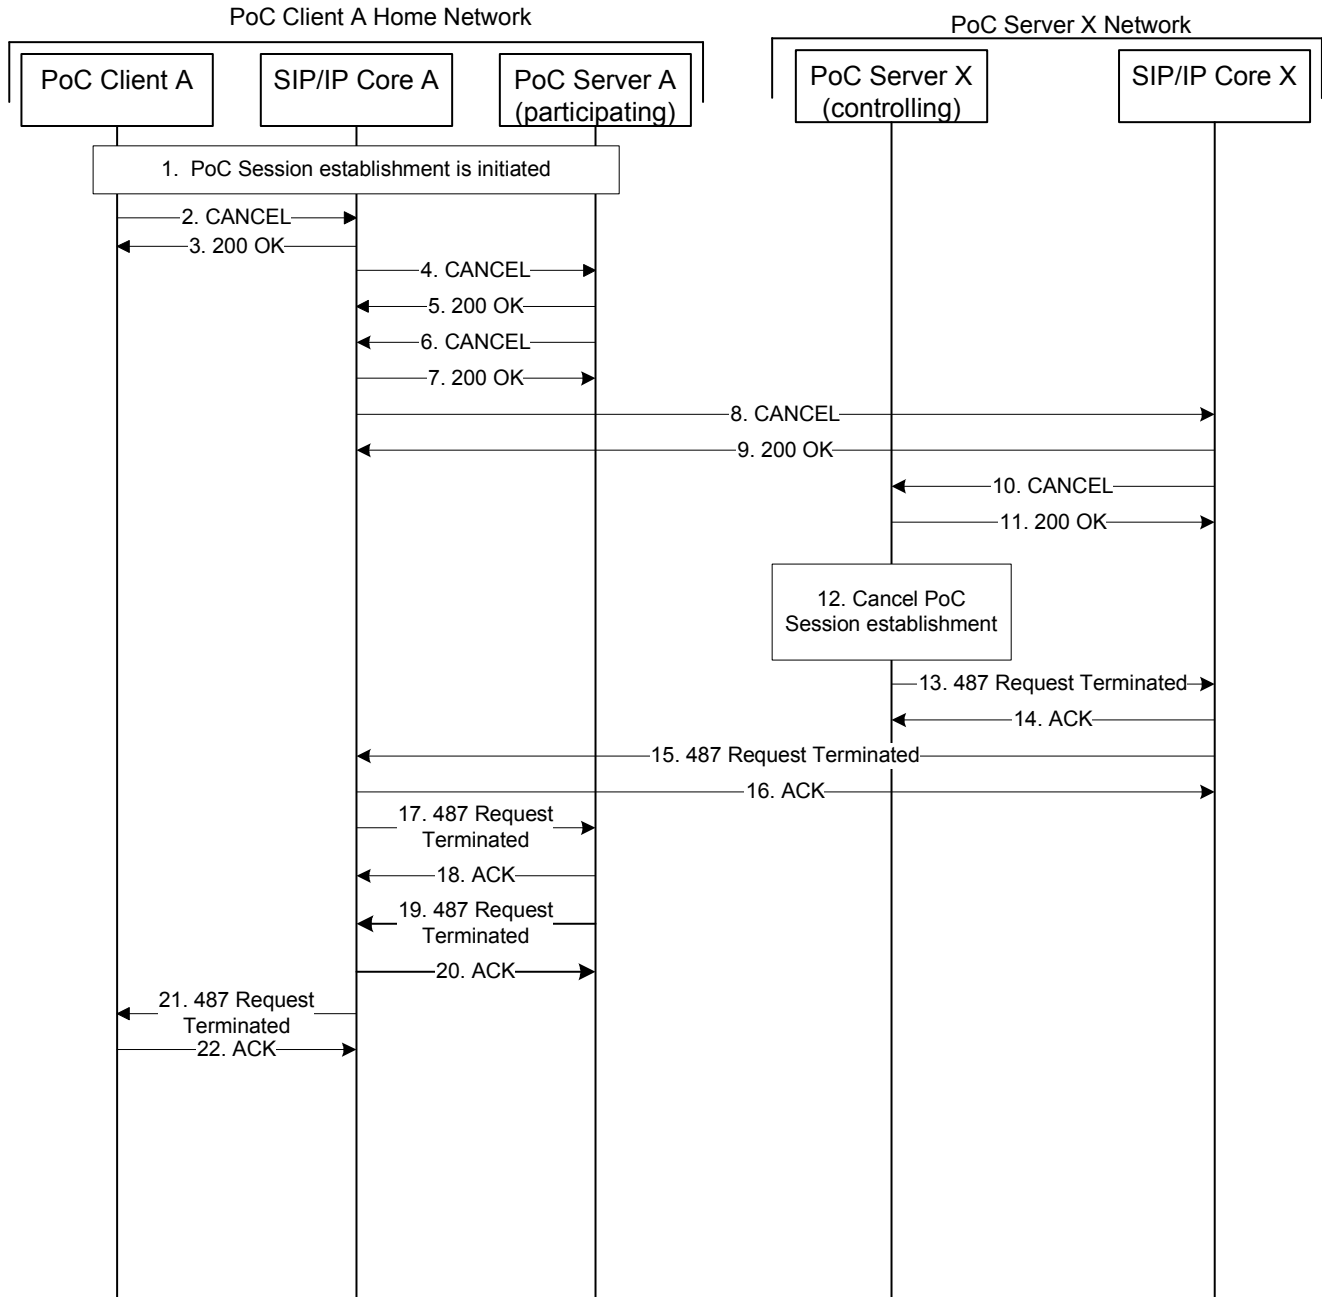 PoC Client A Home Network
PoC Server X Network
PoC Client A
SIP/IP Core A
PoC Server A
(participating)
PoC Server X
(controlling)
SIP/IP Core X
1.  PoC Session establishment is initiated
2. CANCEL
3. 200 OK
4. CANCEL
5. 200 OK
6. CANCEL
7. 200 OK
8. CANCEL
9. 200 OK
10. CANCEL
11. 200 OK
12. Cancel PoC
Session establishment
13. 487 Request Terminated
14. ACK
15. 487 Request Terminated
16. ACK
17. 487 Request
Terminated
18. ACK
19. 487 Request
Terminated
20. ACK
21. 487 Request
Terminated
22. ACK